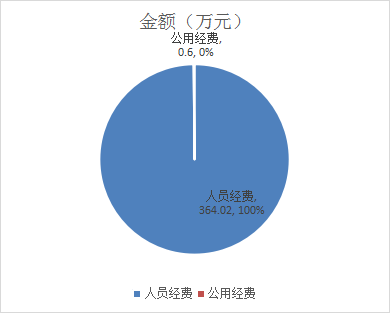 金额（万元）
公用经费,
0.6, 0%
人员经费,
364.02, 100%
人员经费 公用经费